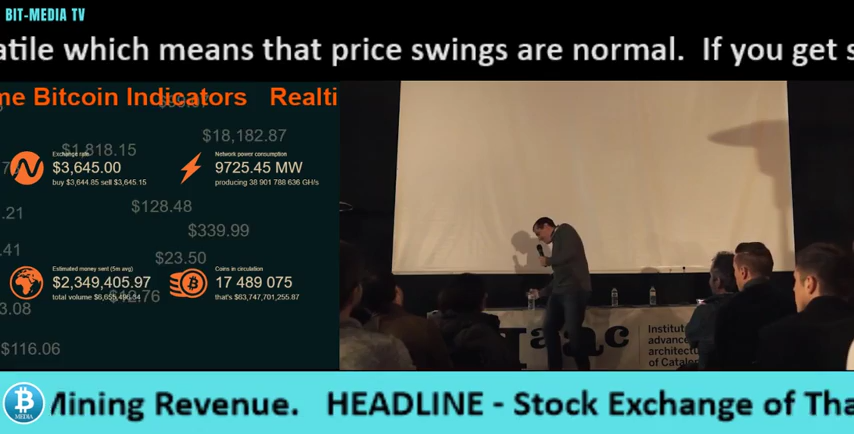 BIT-MEDIA TV
atile which means that price swings are normal. If you get s
me Bitcoin Indicators Realti
$18,182.87
$1,818.15
Exchange rate
$3,645.00
buy $3,644.85 sell $3,645.15
Network power consumption
9725.45 MW
producing 38 901 788 636 GH/s
.21
$128.48
$339.99
.41
$23.50
Estimated money sent (5m avg)
$2,349,405.97
Coins in circulation
17 489 075
that's $63,747,701,255.87
3.08
$116.06
Iaac
Institut
advance
architectu
of Catalo
B
MEDIA
Mining Revenue. HEADLINE - Stock Exchange of Tha